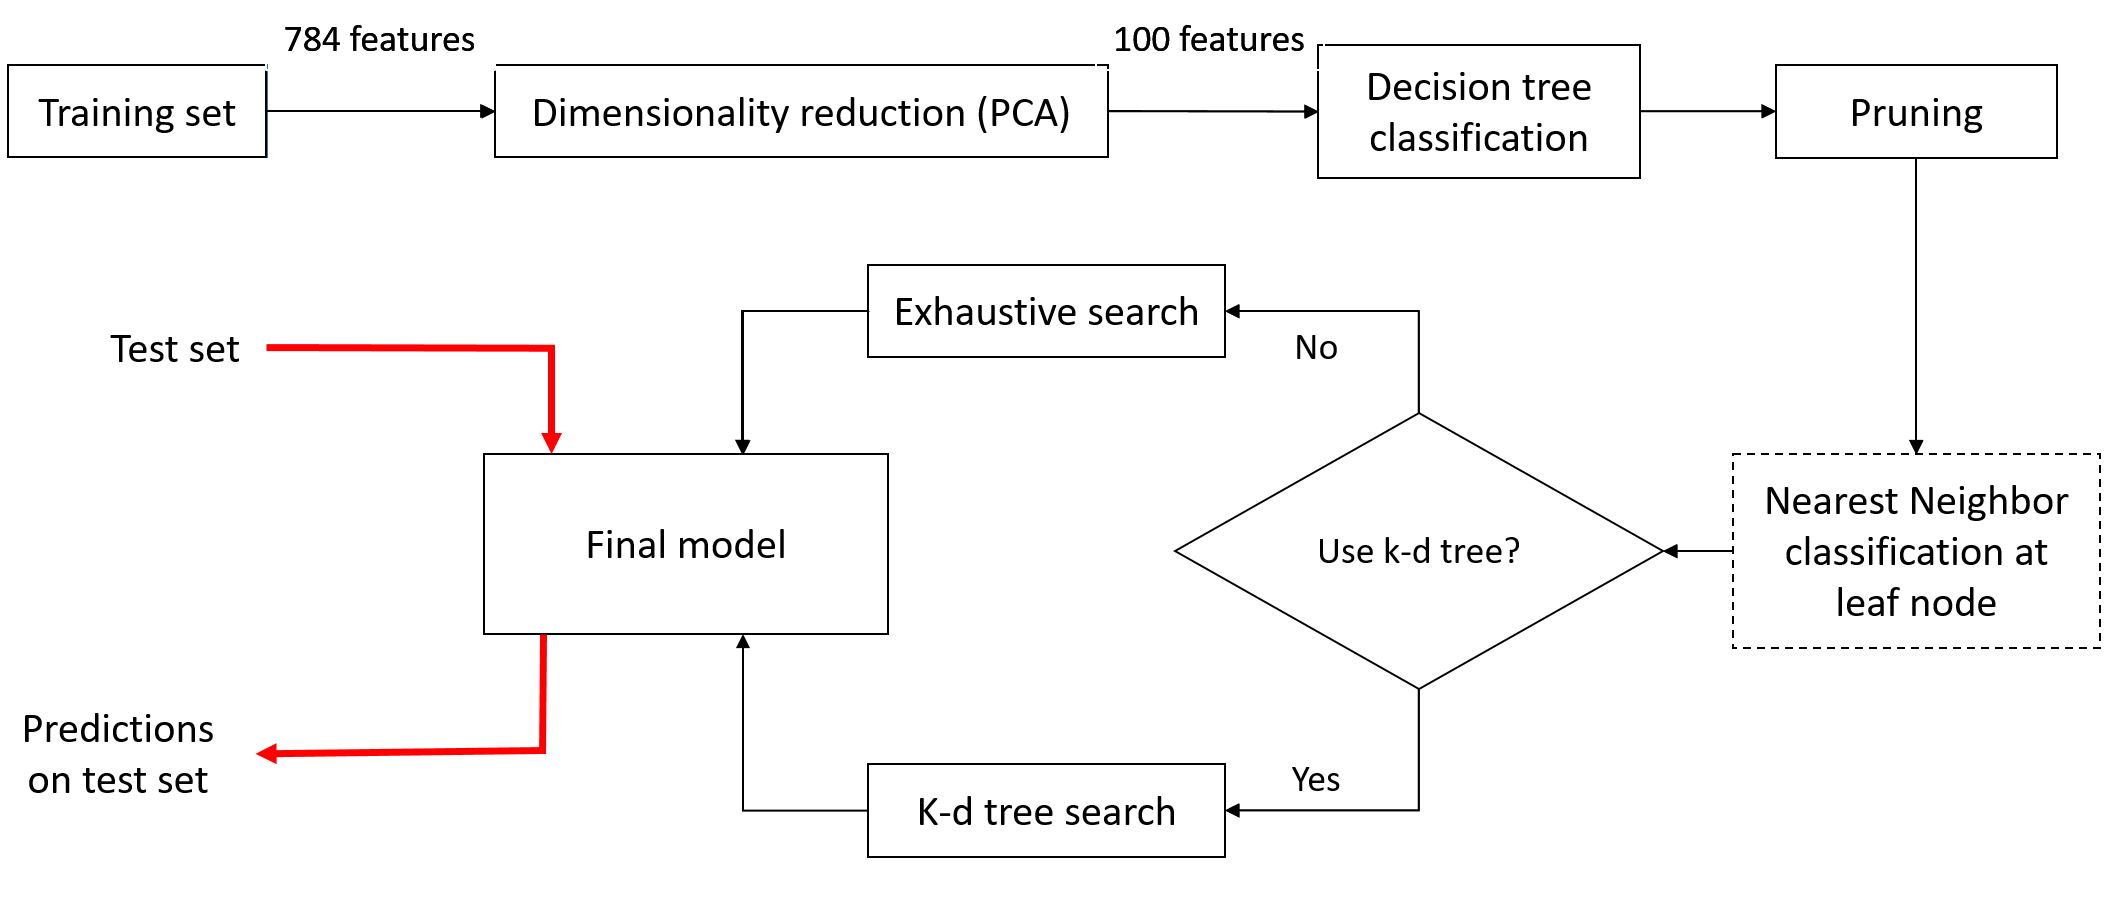 784 features
100 features
Training set
Dimensionality reduction (PCA)
Decision tree
classification
Pruning
Exhaustive search
No
Test set
Final model
Use k-d tree?
Nearest Neighbor
classification at
leaf node
Predictions
on test set
Yes
K-d tree search